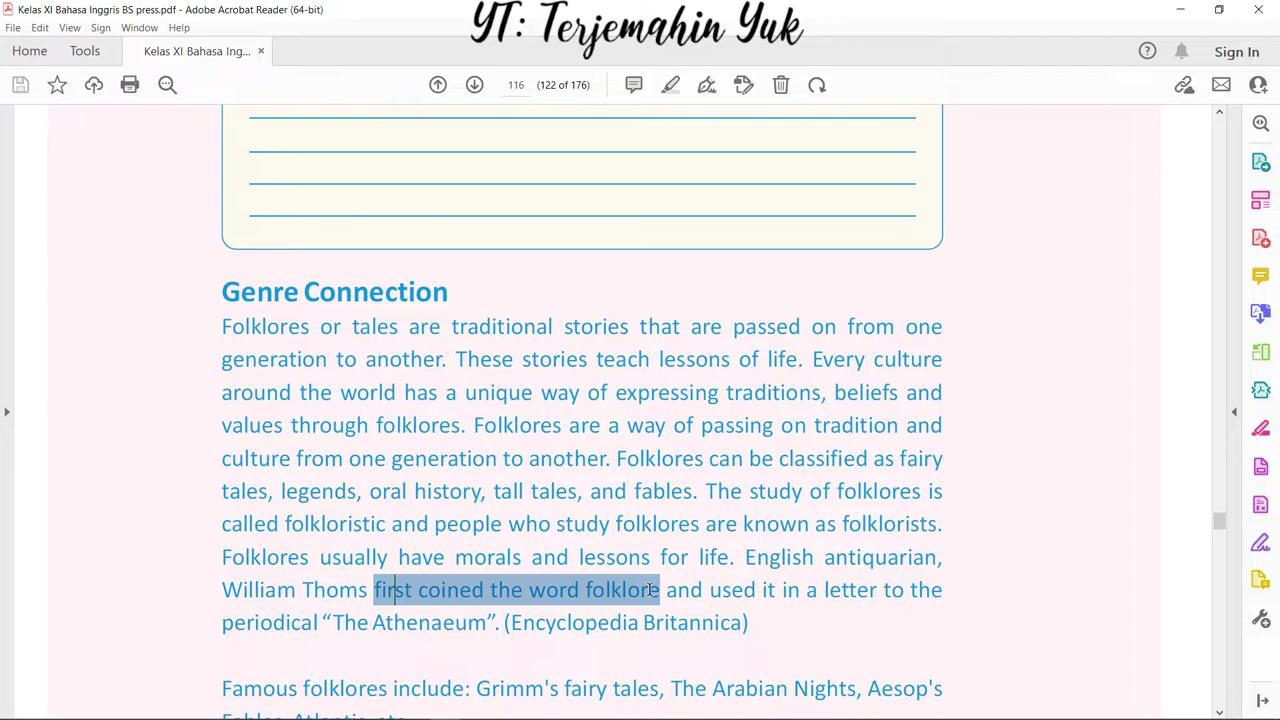 Kelas XI Bahasa Inggris BS press.pdf - Adobe Acrobat Reader (64-bit)
YT: Terjemahin Yuk
File Edit View Sign Window Help
Home Tools Kelas XI Bahasa Ing... × Sign In
116 (122 of 176)
Genre Connection
Folklores or tales are traditional stories that are passed on from one
generation to another. These stories teach lessons of life. Every culture
around the world has a unique way of expressing traditions, beliefs and
values through folklores. Folklores are a way of passing on tradition and
culture from one generation to another. Folklores can be classified as fairy
tales, legends, oral history, tall tales, and fables. The study of folklores is
called folkloristic and people who study folklores are known as folklorists.
Folklores usually have morals and lessons for life. English antiquarian,
William Thoms first coined the word folklore and used it in a letter to the
periodical “The Athenaeum”. (Encyclopedia Britannica)
Famous folklores include: Grimm's fairy tales, The Arabian Nights, Aesop's
Fables, Atlantis, etc.